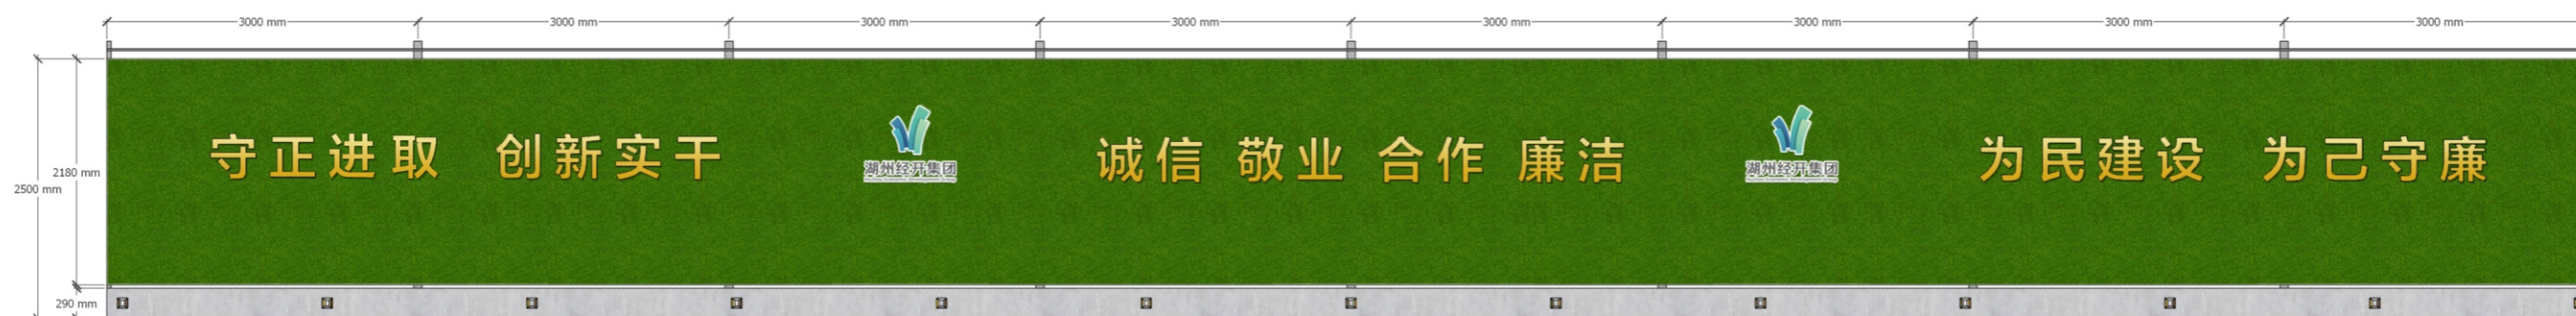 3000 mm 3000 mm 3000 mm 3000 mm 3000 mm 3000 mm 3000 mm 3000 mm
守正进取 创新实干 湖州经开集团 诚信 敬业 合作 廉洁 湖州经开集团 为民建设 为己守廉
2180 mm
2500 mm
290 mm